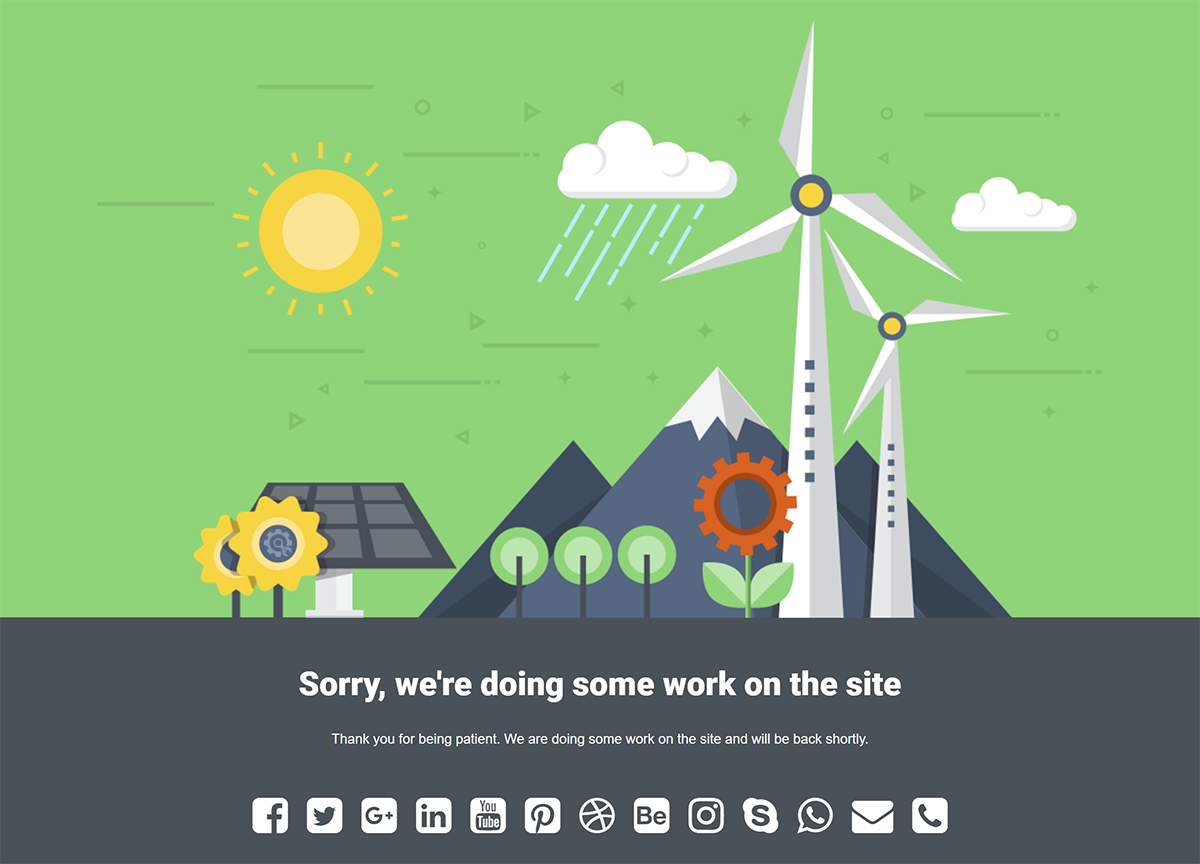 Sorry, we're doing some work on the site
Thank you for being patient. We are doing some work on the site and will be back shortly.
f G+ in You Tube Be